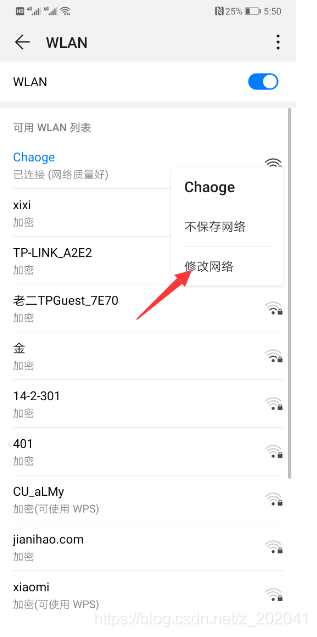 HD 4G 4G 25% 5:50
WLAN
WLAN
可用 WLAN 列表
Chaoge
已连接 (网络质量好)
Chaoge
不保存网络
修改网络
xixi
加密
TP-LINK_A2E2
加密
老二TPGuest_7E70
加密
金
加密
14-2-301
加密
401
加密
CU_aLMy
加密(可使用 WPS)
jianihao.com
加密
xiaomi
加密(可使用 WPS)
https://blog.csdn.net/z_202041